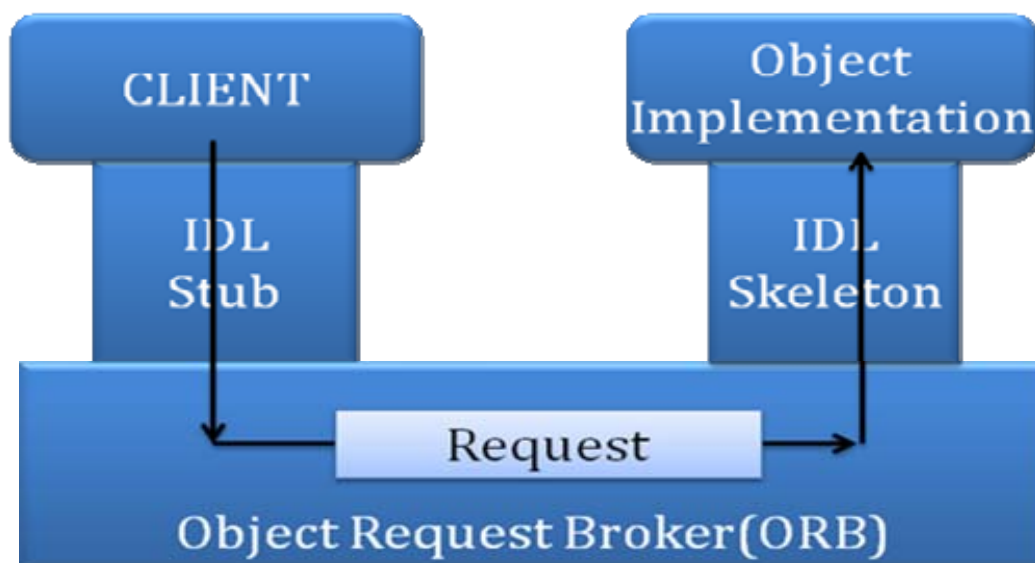 CLIENT
Object
Implementation
IDL
Stub
IDL
Skeleton
Request
Object Request Broker(ORB)